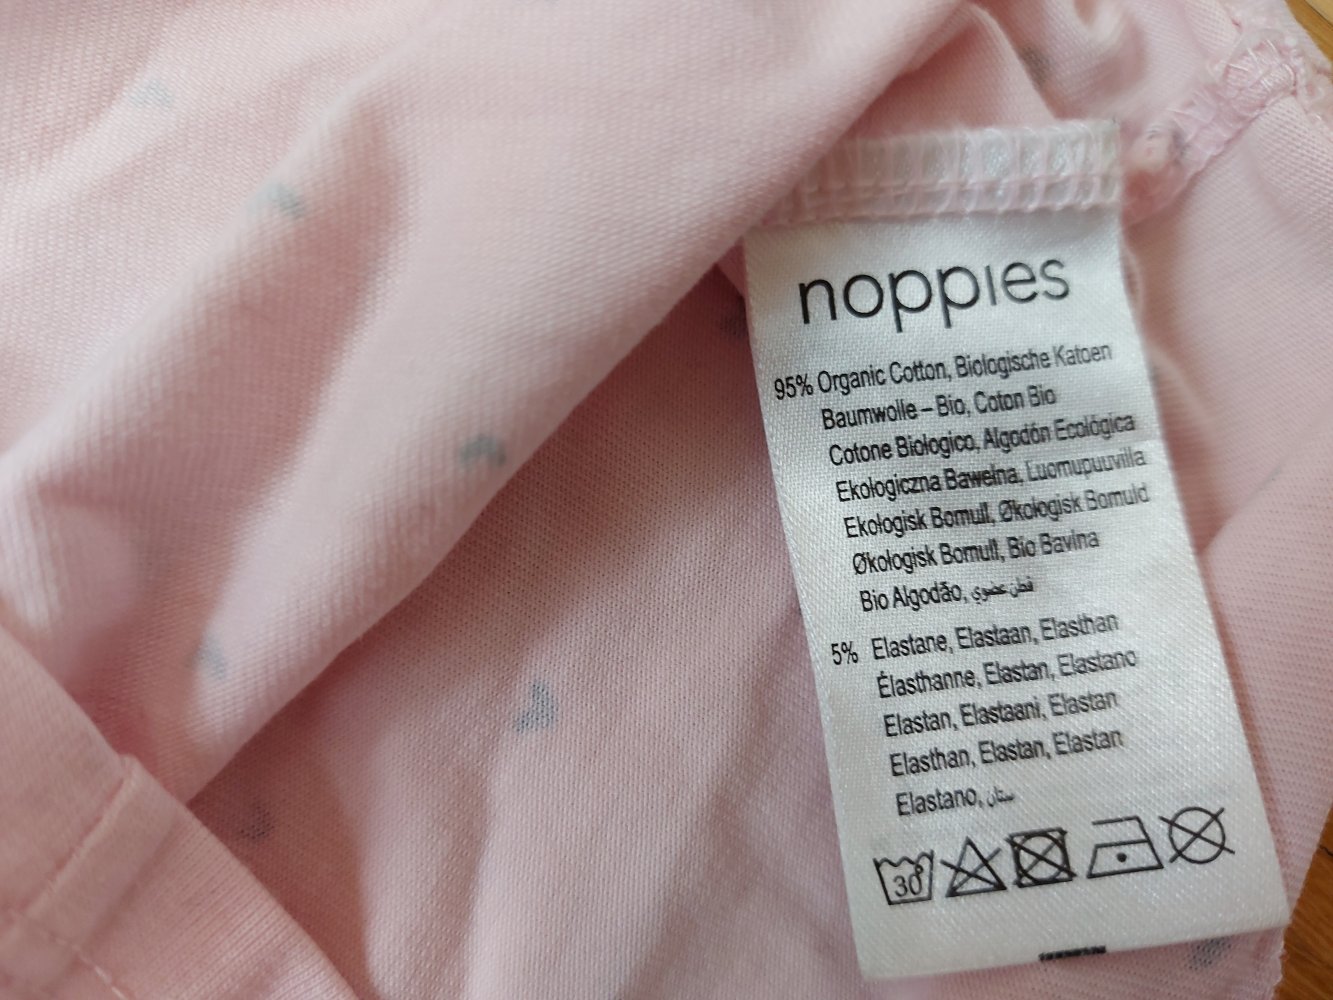 noppies
95% Organic Cotton, Biologische Katoen
Baumwolle – Bio, Coton Bio
Cotone Biologico, Algodón Ecológica
Ekologiczna Bawełna, Luomupuuvilla
Ekologisk Bomull, Økologisk Bomuld
Økologisk Bomull, Bio Bavlna
Bio Algodão, قطن عضوي
5% Elastane, Elastaan, Elasthan
Élasthanne, Elastan, Elastano
Elastan, Elastaani, Elastan
Elasthan, Elastan, Elastan
Elastano,
30°